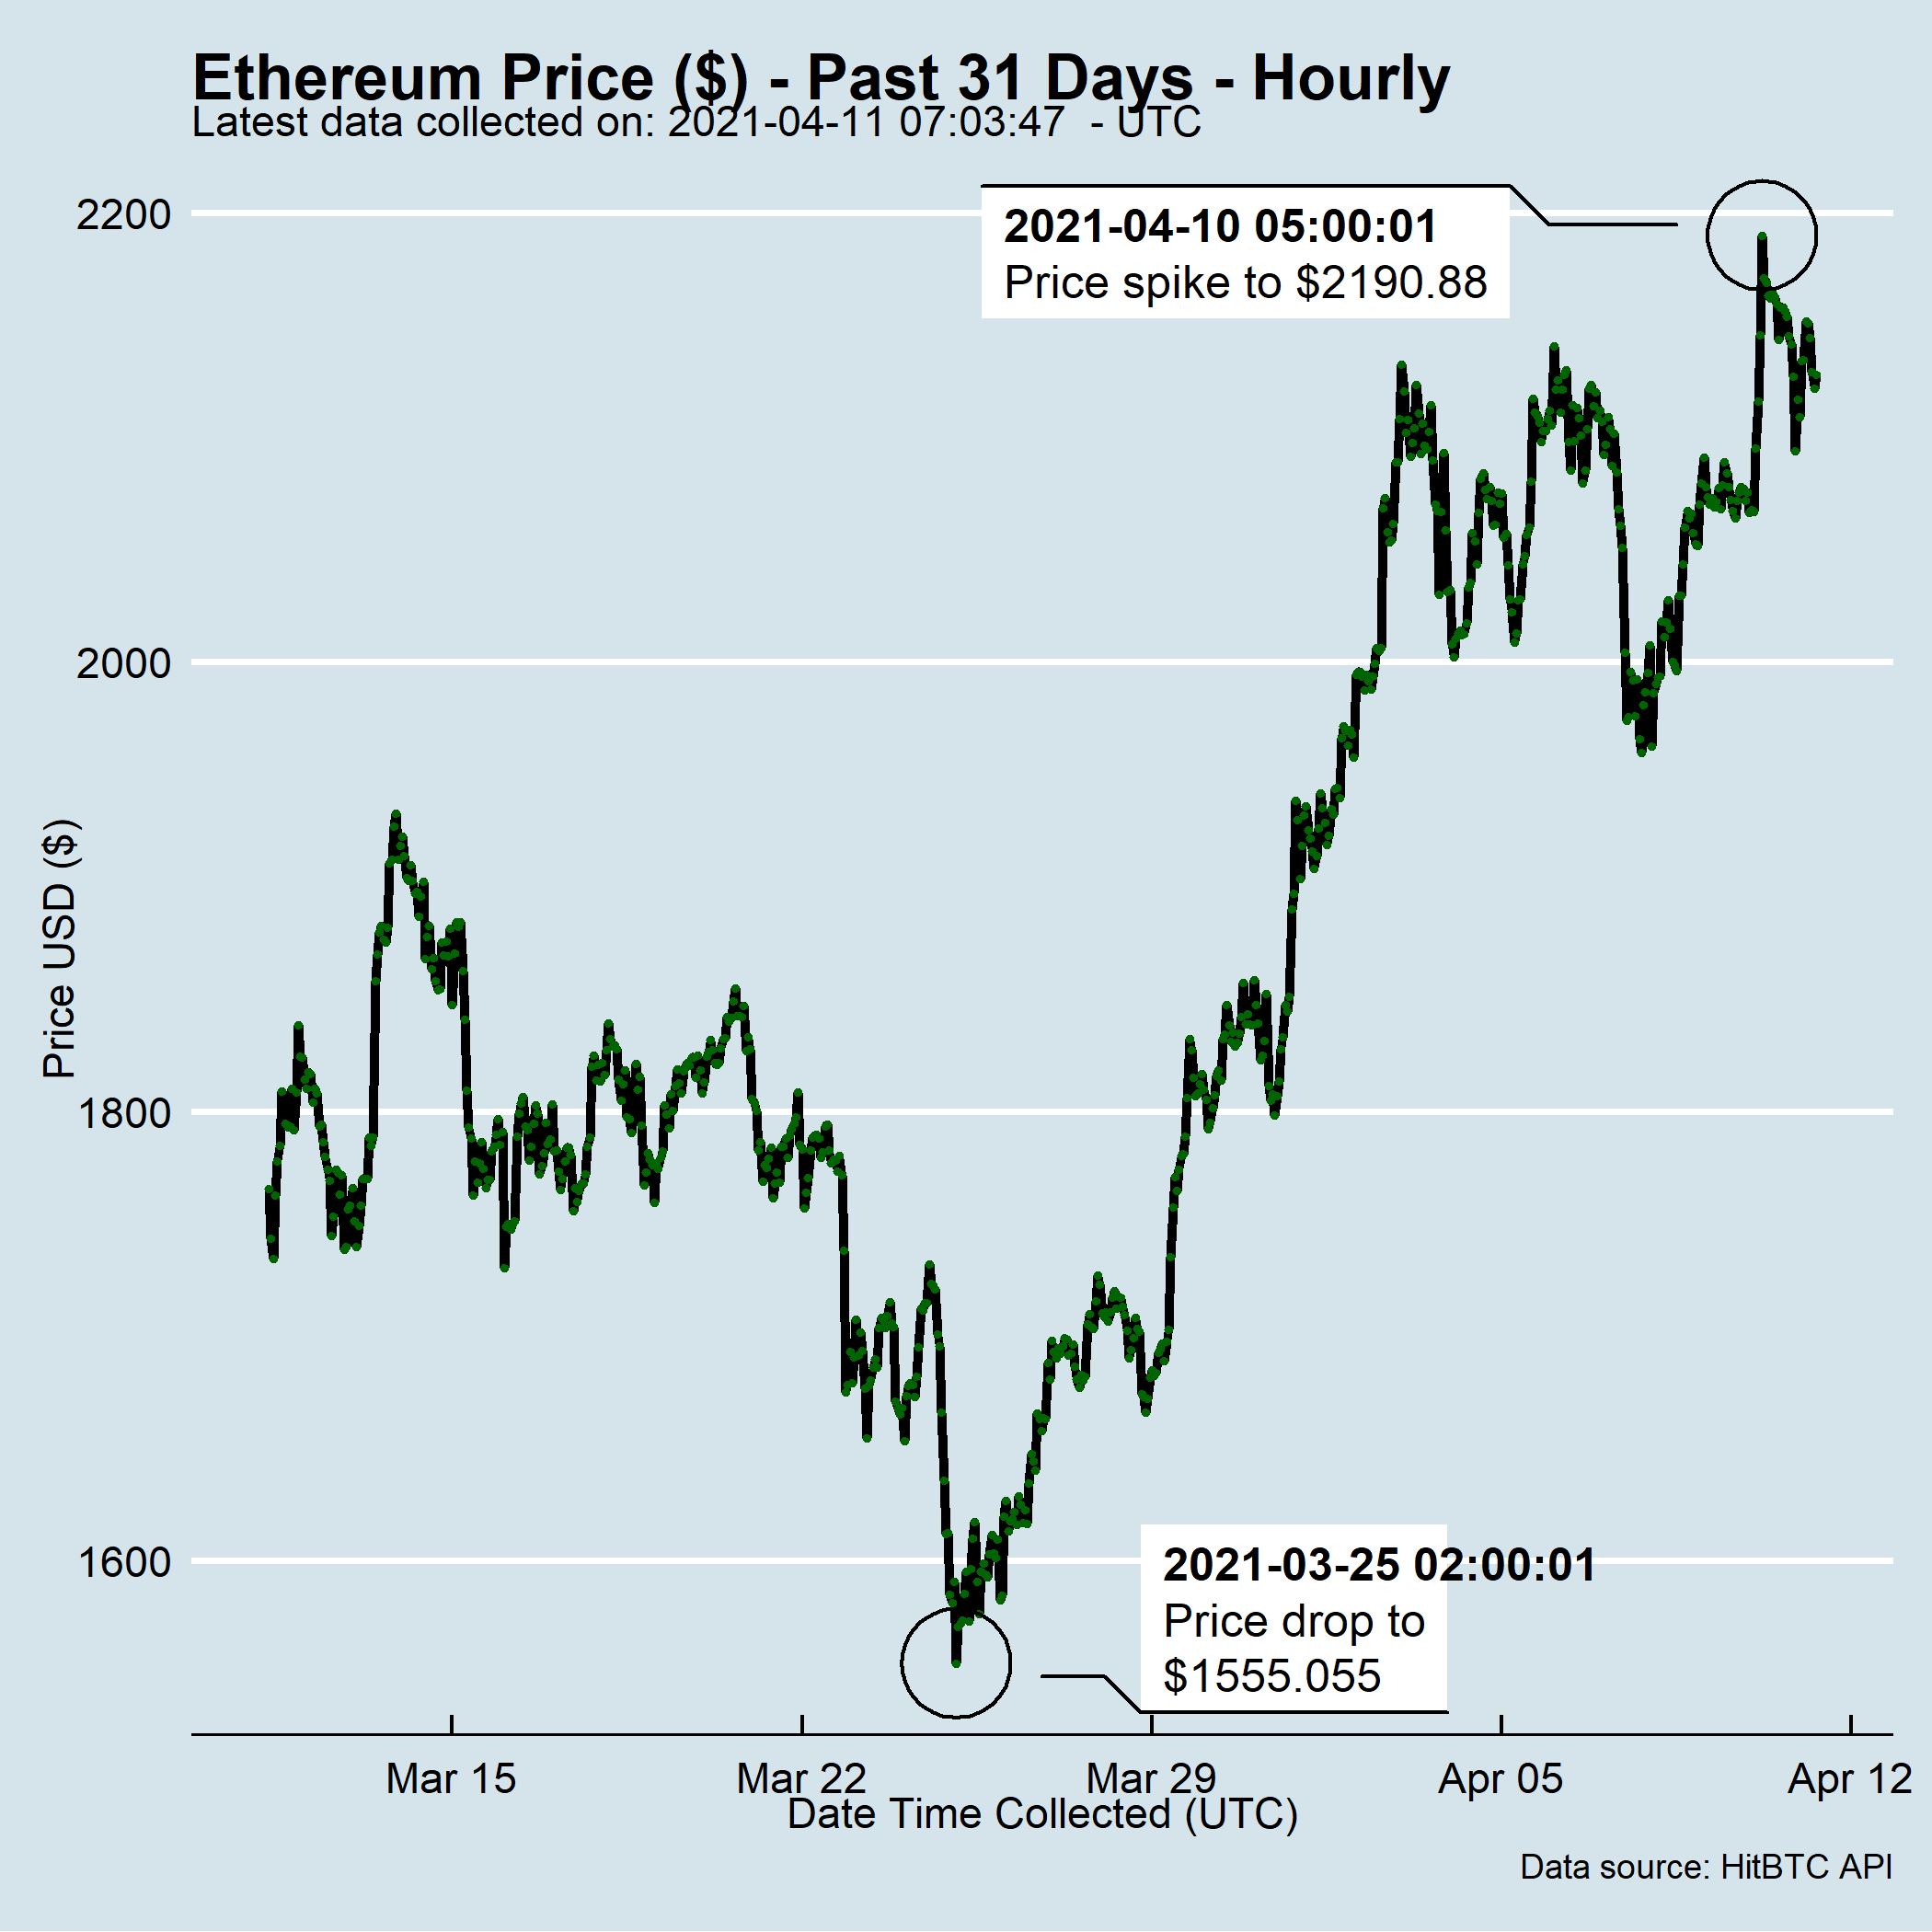 Ethereum Price ($) - Past 31 Days - Hourly
Latest data collected on: 2021-04-11 07:03:47  - UTC
2200
2021-04-10 05:00:01
Price spike to $2190.88
2000
Price USD ($)
1800
1600
2021-03-25 02:00:01
Price drop to
$1555.055
Mar 15
Mar 22
Mar 29
Apr 05
Apr 12
Date Time Collected (UTC)
Data source: HitBTC API